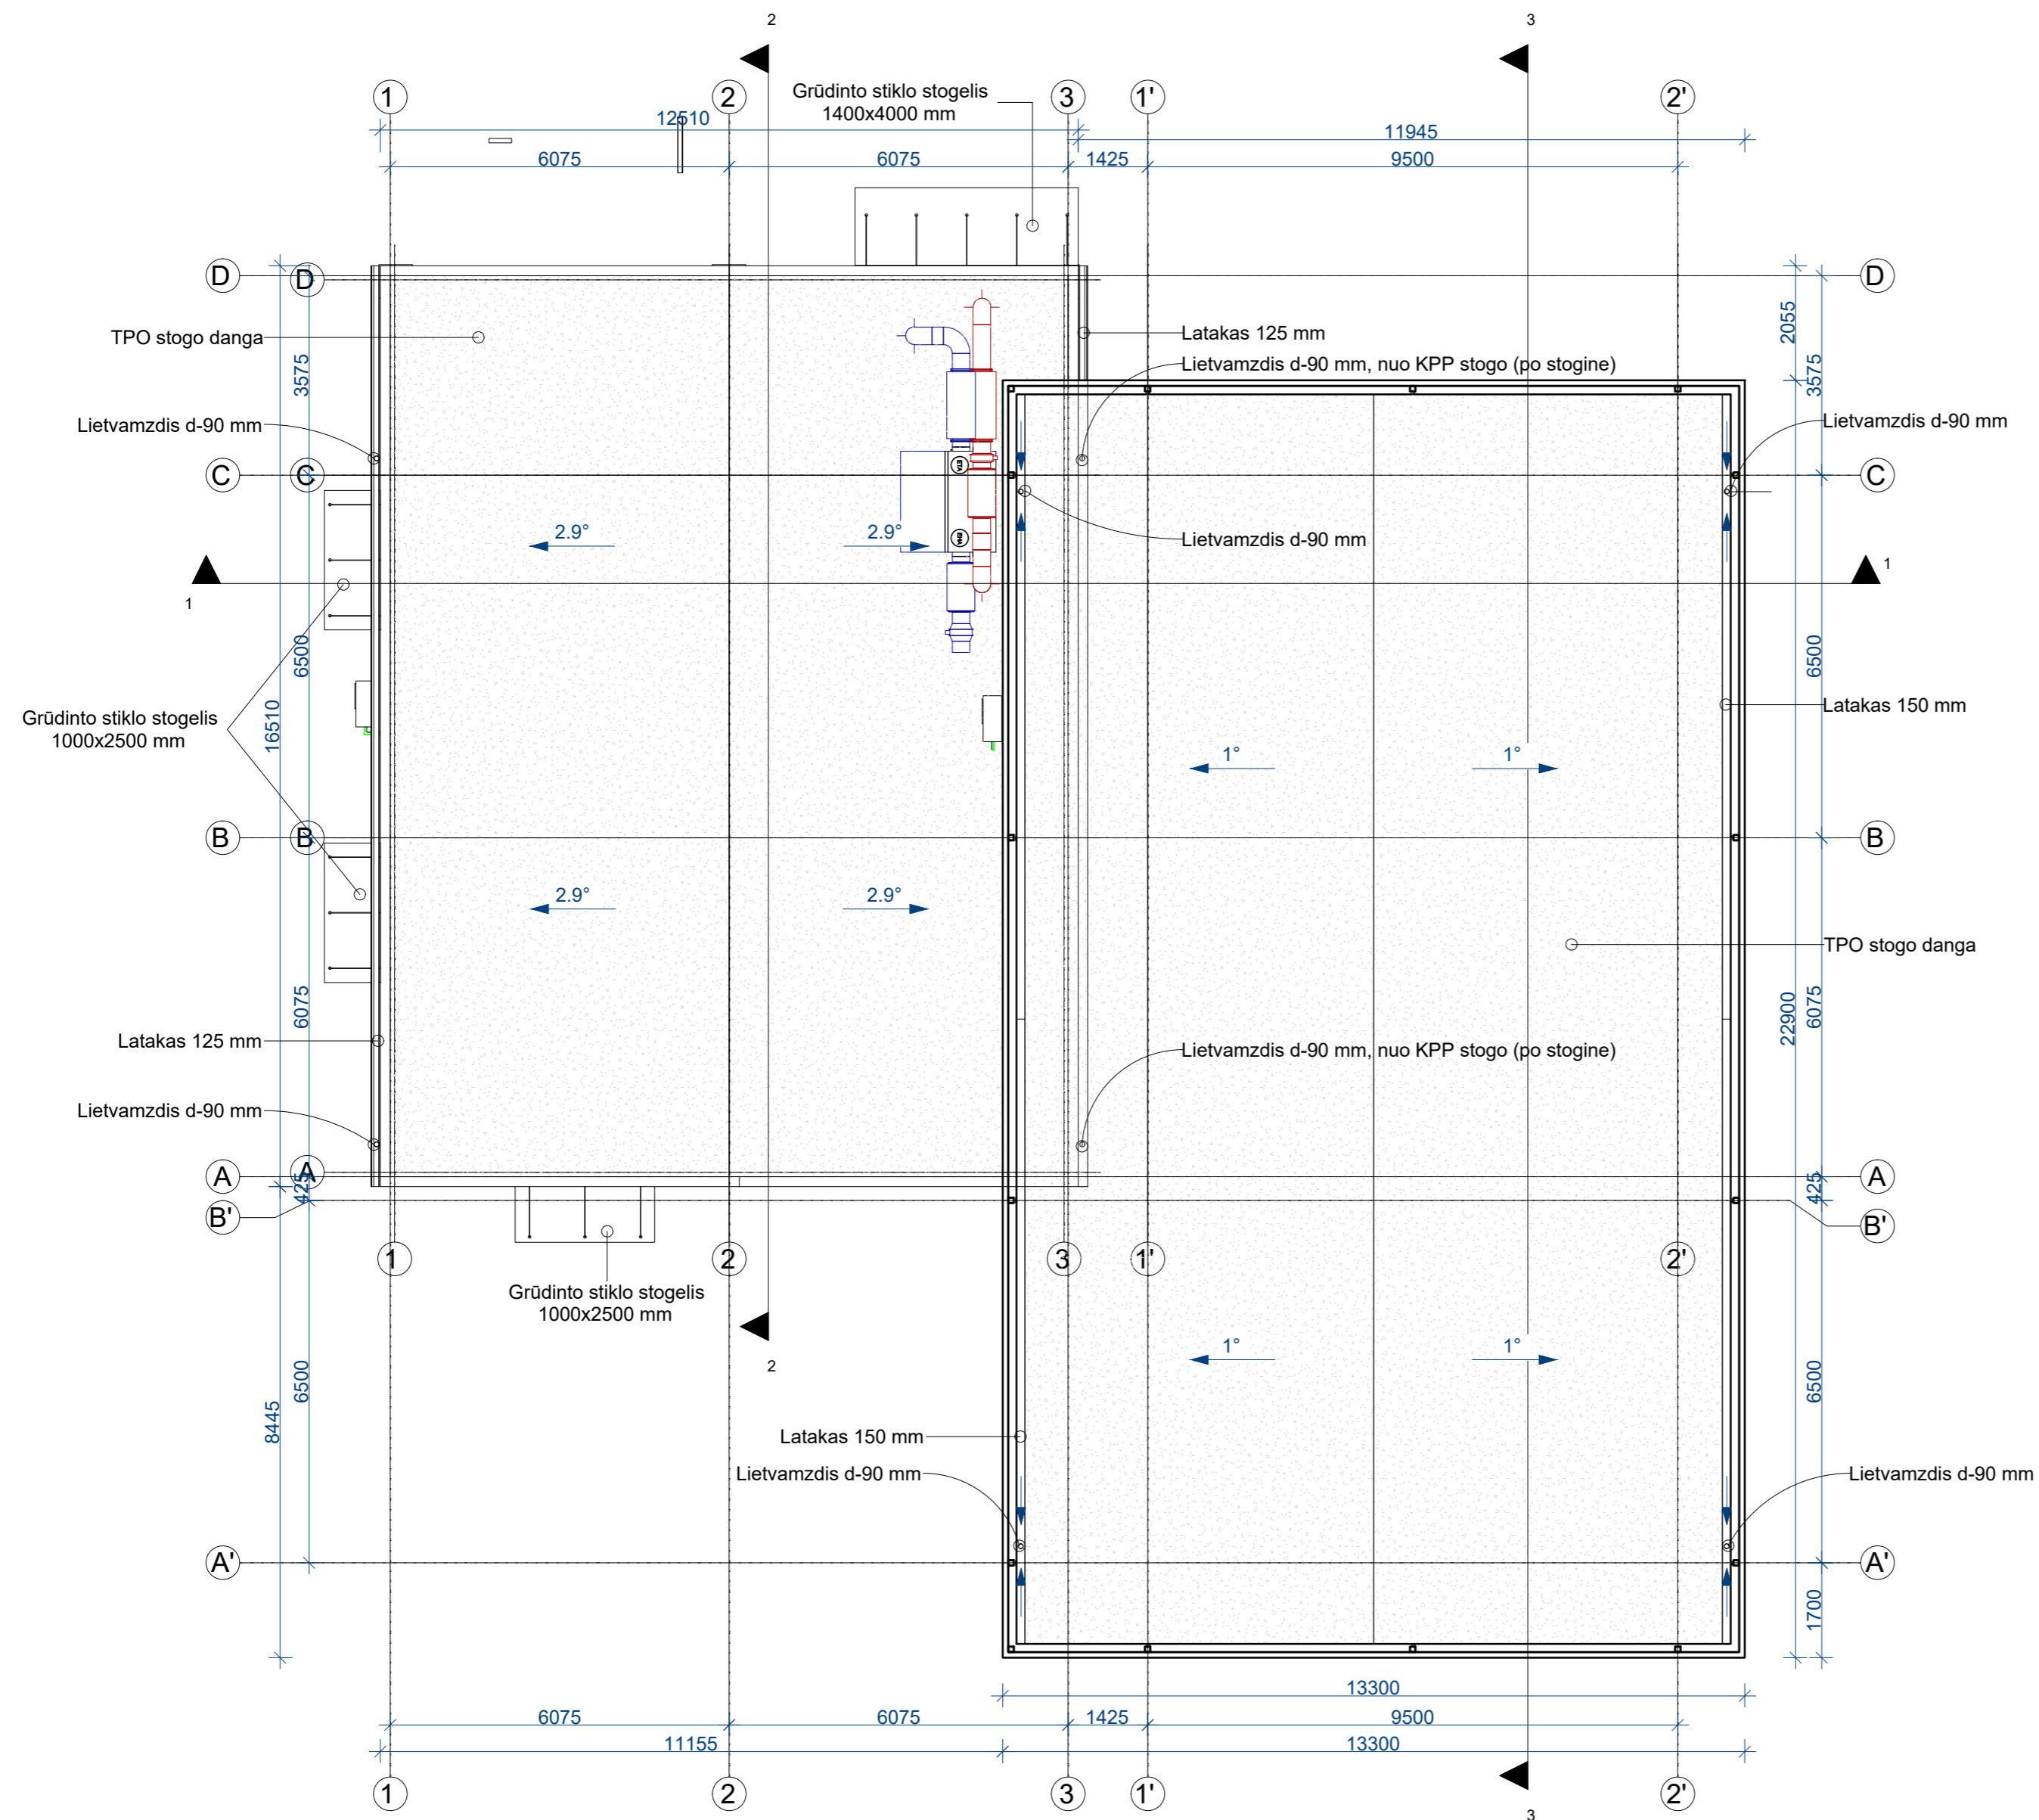 2
3
1
2
Grūdinto stiklo stogelis
1400x4000 mm
3
1'
2'
12510
11945
6075
6075
1425
9500
D
D
D
TPO stogo danga
Latakas 125 mm
2055
3575
3575
Lietvamzdis d-90 mm, nuo KPP stogo (po stogine)
Lietvamzdis d-90 mm
Lietvamzdis d-90 mm
C
C
C
ETA
EHA
2.9°
2.9°
Lietvamzdis d-90 mm
1
1
6500
6500
16510
Grūdinto stiklo stogelis
1000x2500 mm
Latakas 150 mm
1°
1°
B
B
B
2.9°
2.9°
TPO stogo danga
6075
6075
22900
Latakas 125 mm
Lietvamzdis d-90 mm, nuo KPP stogo (po stogine)
Lietvamzdis d-90 mm
A
A
A
425
425
B'
B'
1
2
3
1'
2'
Grūdinto stiklo stogelis
1000x2500 mm
2
1°
1°
6500
6500
8445
Latakas 150 mm
Lietvamzdis d-90 mm
Lietvamzdis d-90 mm
A'
A'
1700
13300
6075
6075
1425
9500
11155
13300
1
2
3
1'
2'
3